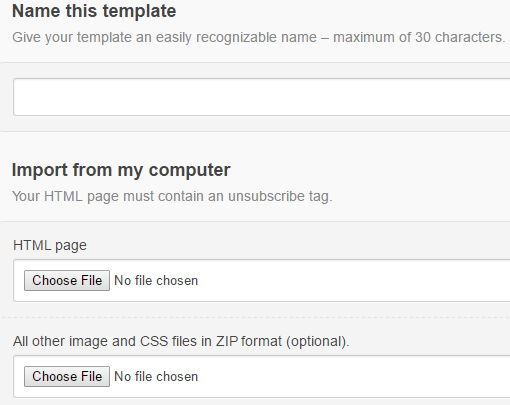 Name this template
Give your template an easily recognizable name – maximum of 30 characters.
Import from my computer
Your HTML page must contain an unsubscribe tag.
HTML page
Choose File No file chosen
All other image and CSS files in ZIP format (optional).
Choose File No file chosen